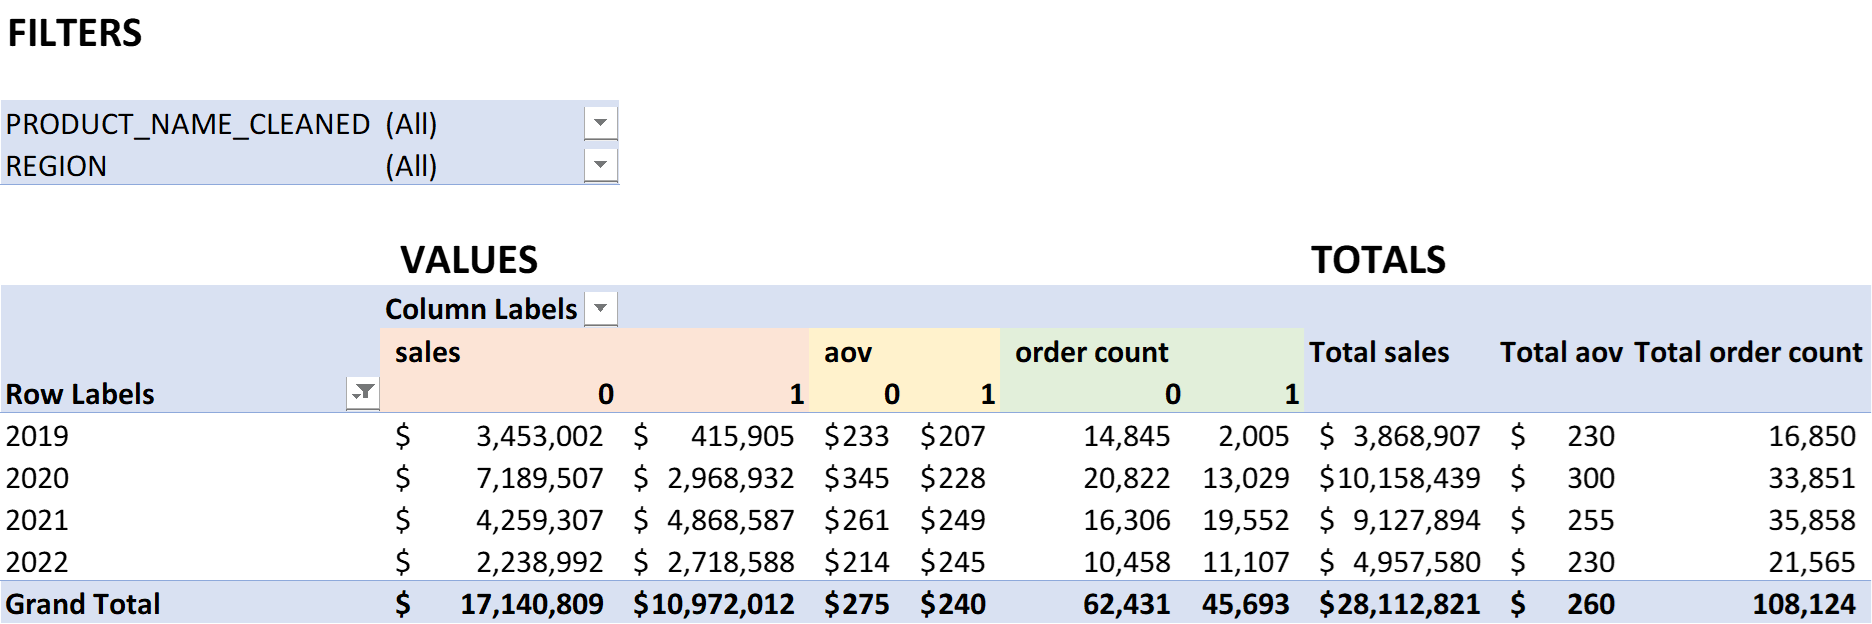 FILTERS
PRODUCT_NAME_CLEANED (All)
REGION (All)
VALUES TOTALS
Column Labels
sales aov order count Total sales Total aov Total order count
Row Labels 0 1 0 1 0 1
2019 $ 3,453,002 $ 415,905 $233 $207 14,845 2,005 $ 3,868,907 $ 230 16,850
2020 $ 7,189,507 $ 2,968,932 $345 $228 20,822 13,029 $10,158,439 $ 300 33,851
2021 $ 4,259,307 $ 4,868,587 $261 $249 16,306 19,552 $ 9,127,894 $ 255 35,858
2022 $ 2,238,992 $ 2,718,588 $214 $245 10,458 11,107 $ 4,957,580 $ 230 21,565
Grand Total $ 17,140,809 $10,972,012 $275 $240 62,431 45,693 $28,112,821 $ 260 108,124